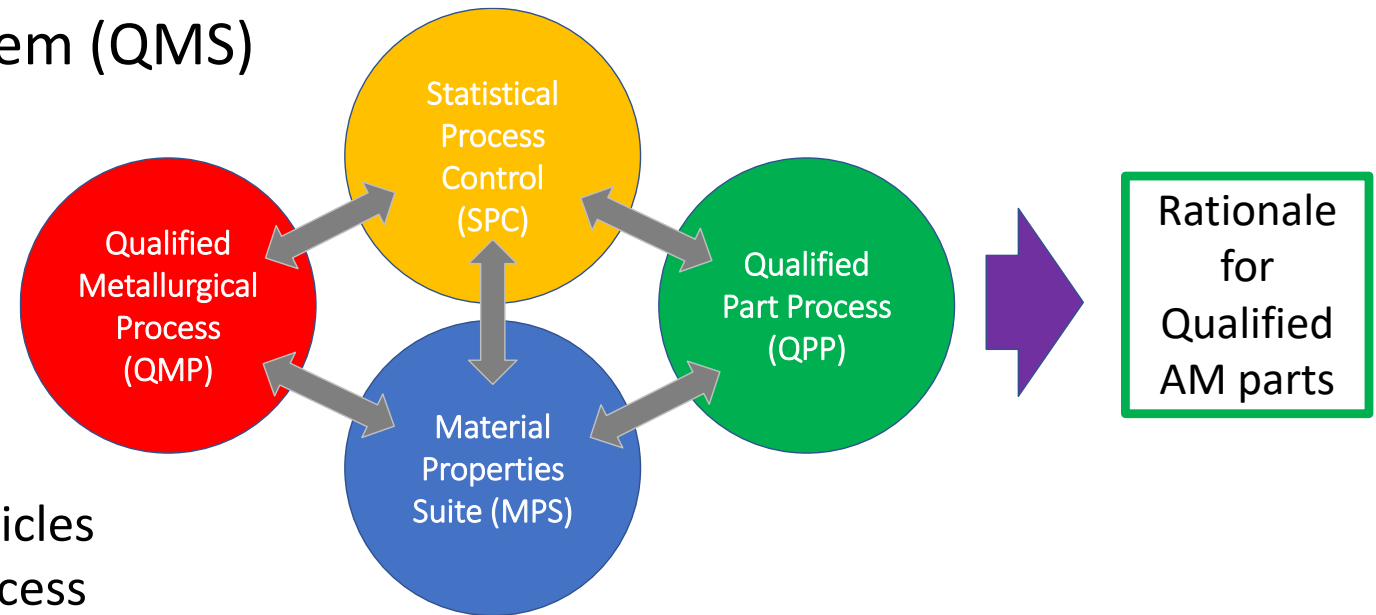 em (QMS)
Statistical
Process
Control
(SPC)
Qualified
Metallurgical
Process
(QMP)
Qualified
Part Process
(QPP)
Rationale
for
Qualified
AM parts
Material
Properties
Suite (MPS)
icles
cess